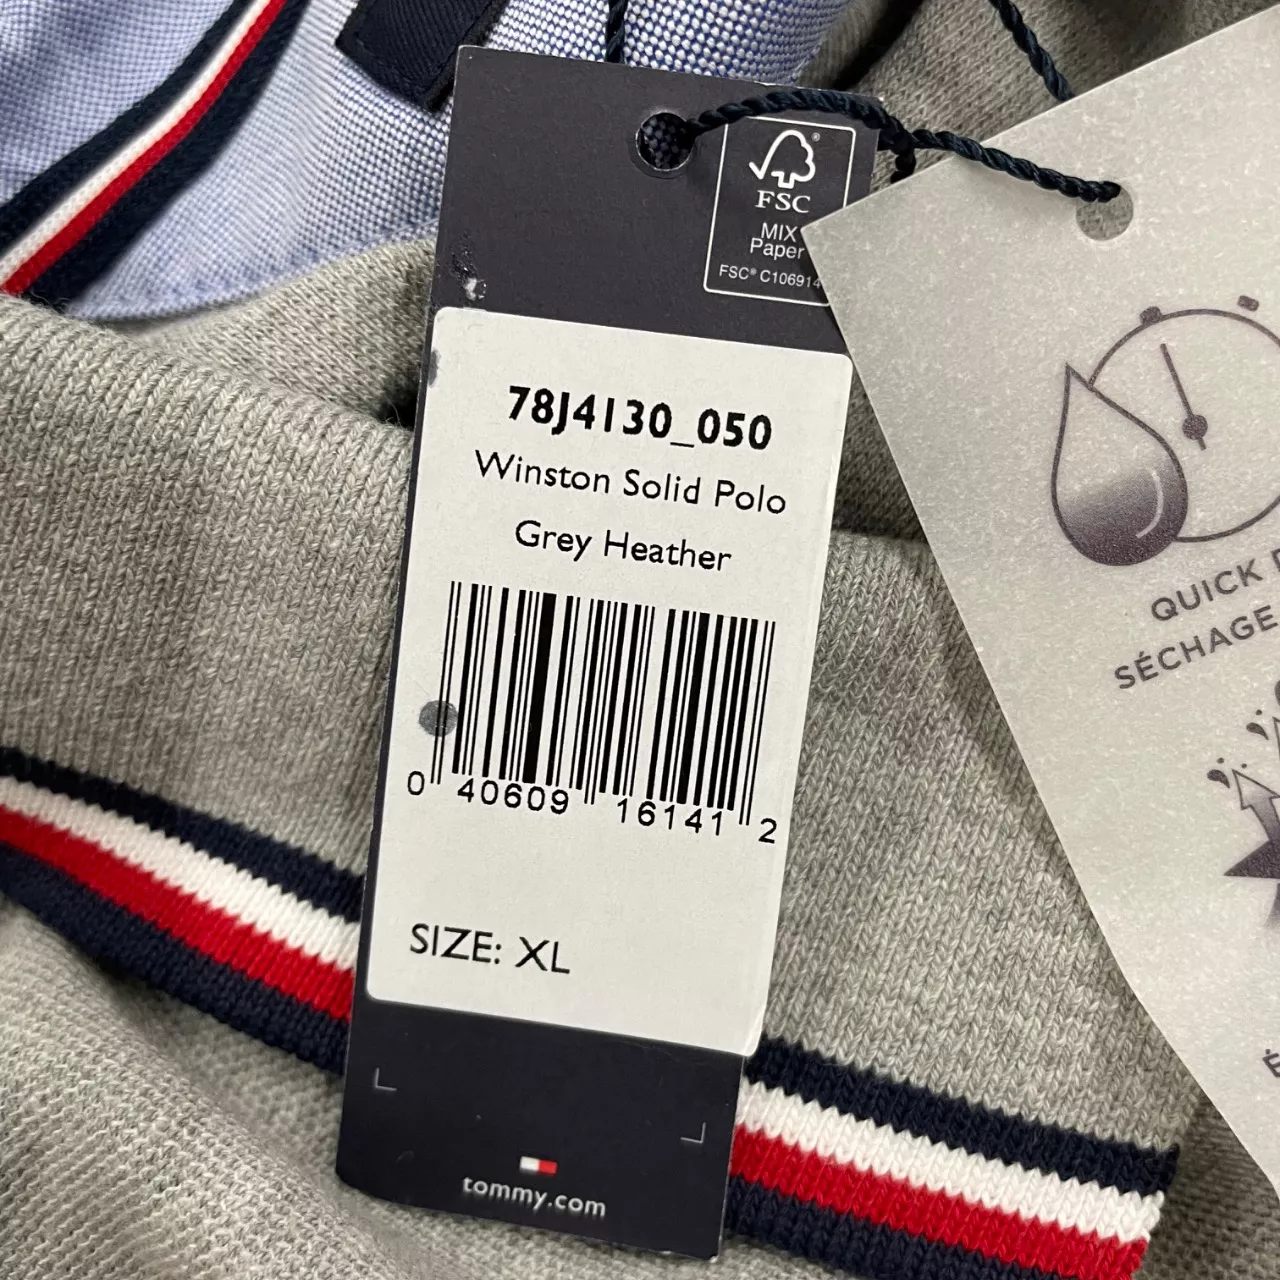 FSC®
MIX
Paper
FSC® C106914
78J4130_050
Winston Solid Polo
Grey Heather
0 40609 16141 2
SIZE: XL
tommy.com
QUICK
SÉCHAGE